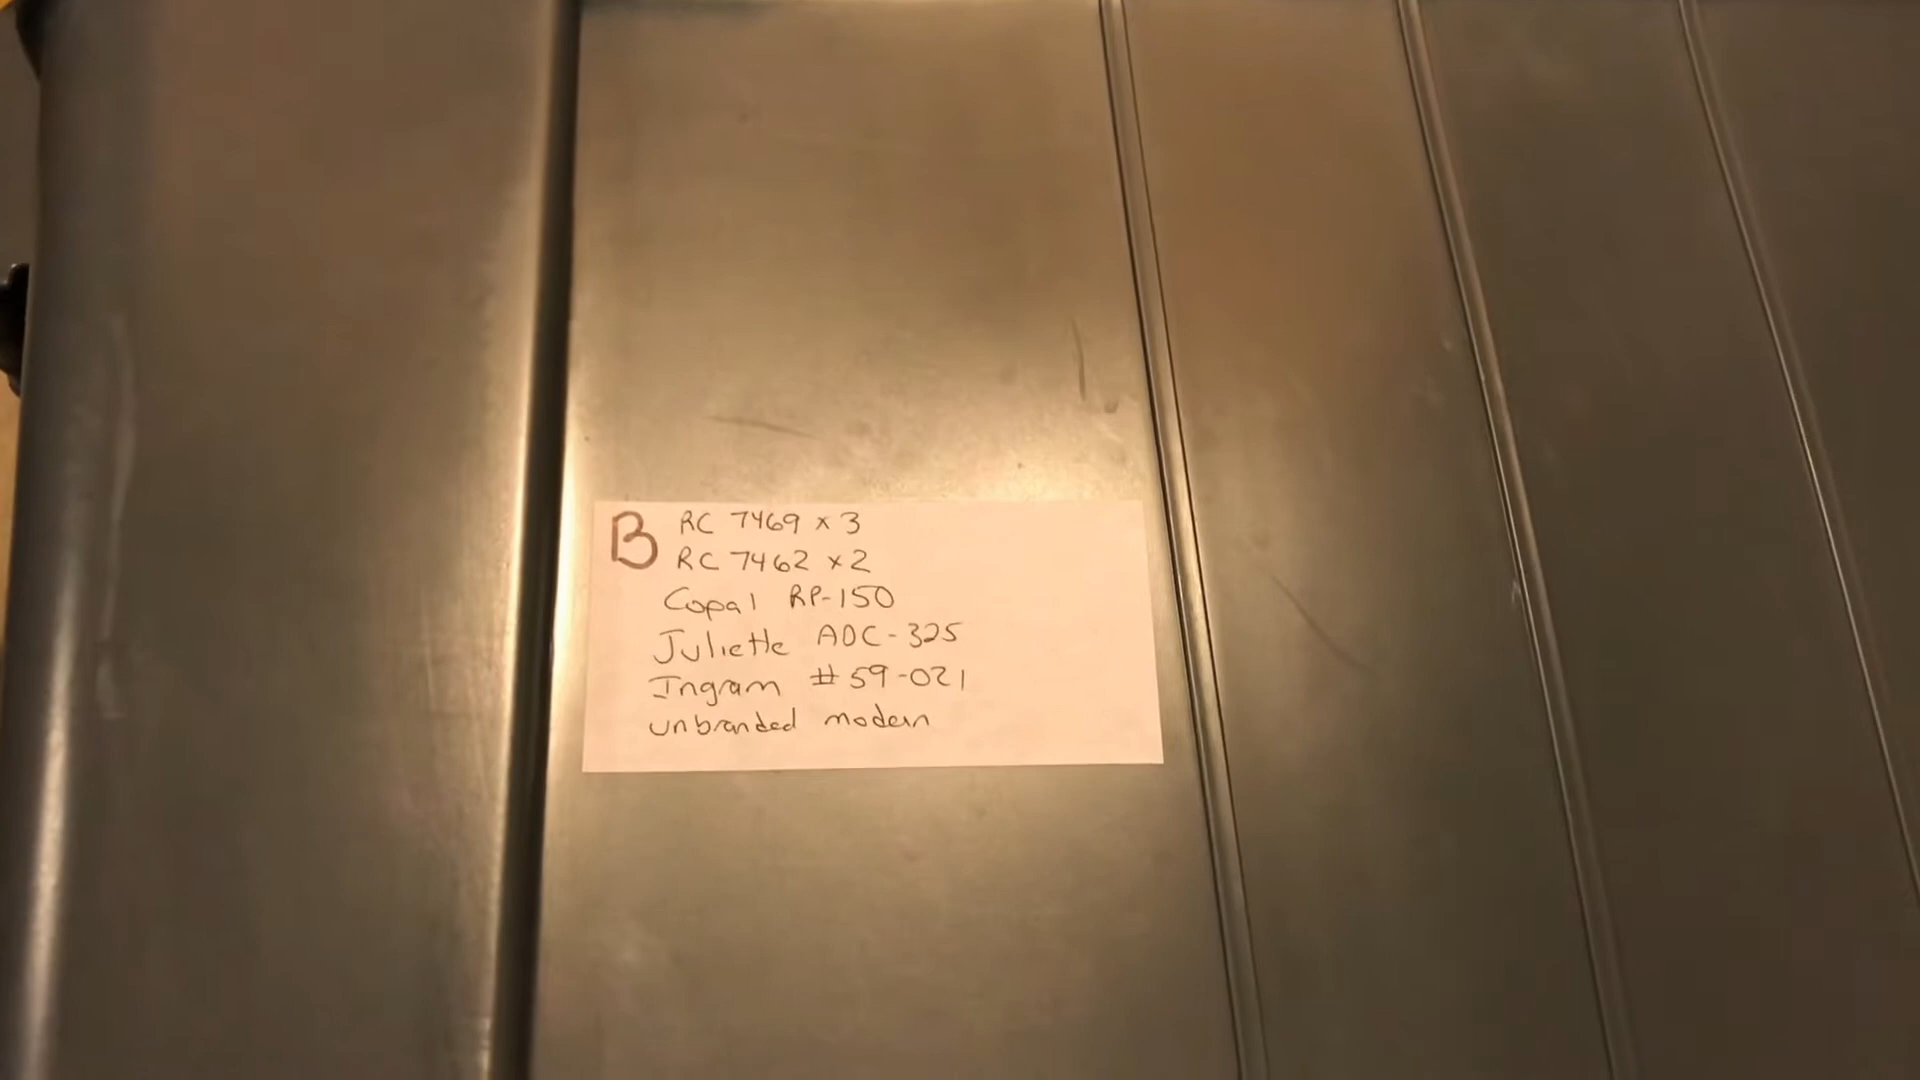 B RC 7469 x 3
RC 7462 x 2
Copal RP-150
Juliette ADC-325
Ingram #59-021
unbranded modern